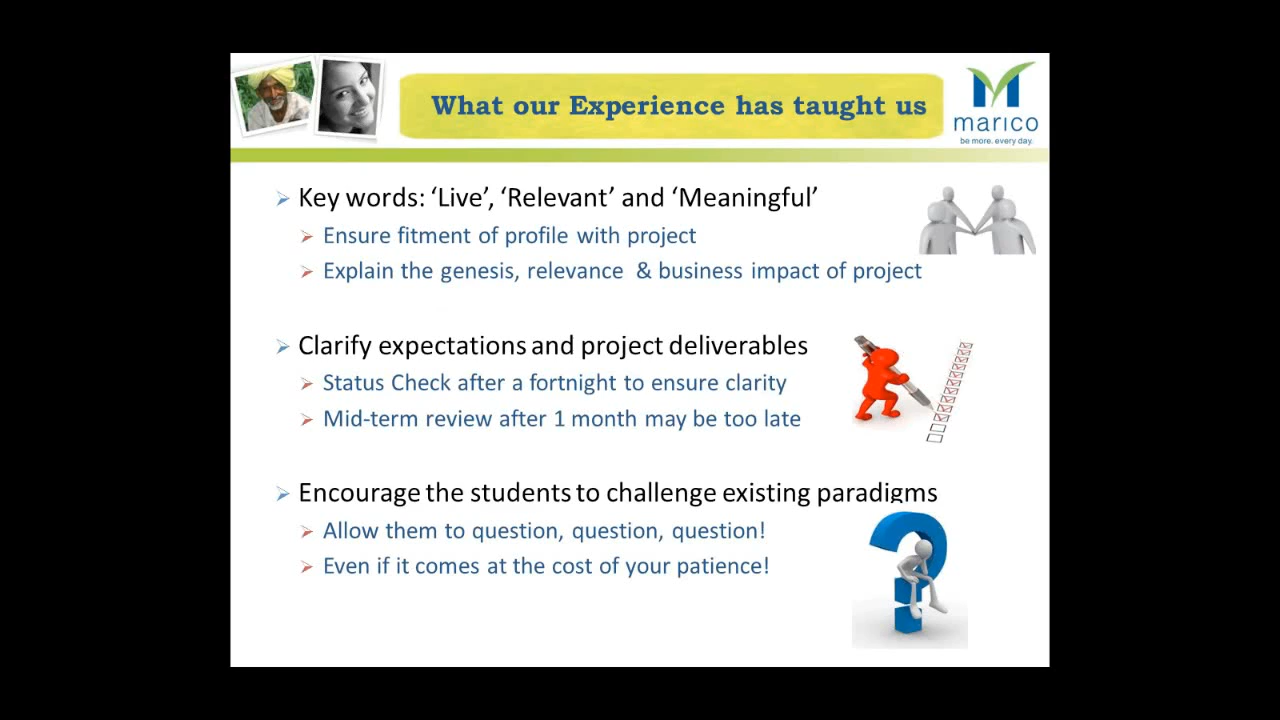 What our Experience has taught us
marico
be more. every day.
Key words: ‘Live’, ‘Relevant’ and ‘Meaningful’
Ensure fitment of profile with project
Explain the genesis, relevance & business impact of project
Clarify expectations and project deliverables
Status Check after a fortnight to ensure clarity
Mid-term review after 1 month may be too late
Encourage the students to challenge existing paradigms
Allow them to question, question, question!
Even if it comes at the cost of your patience!